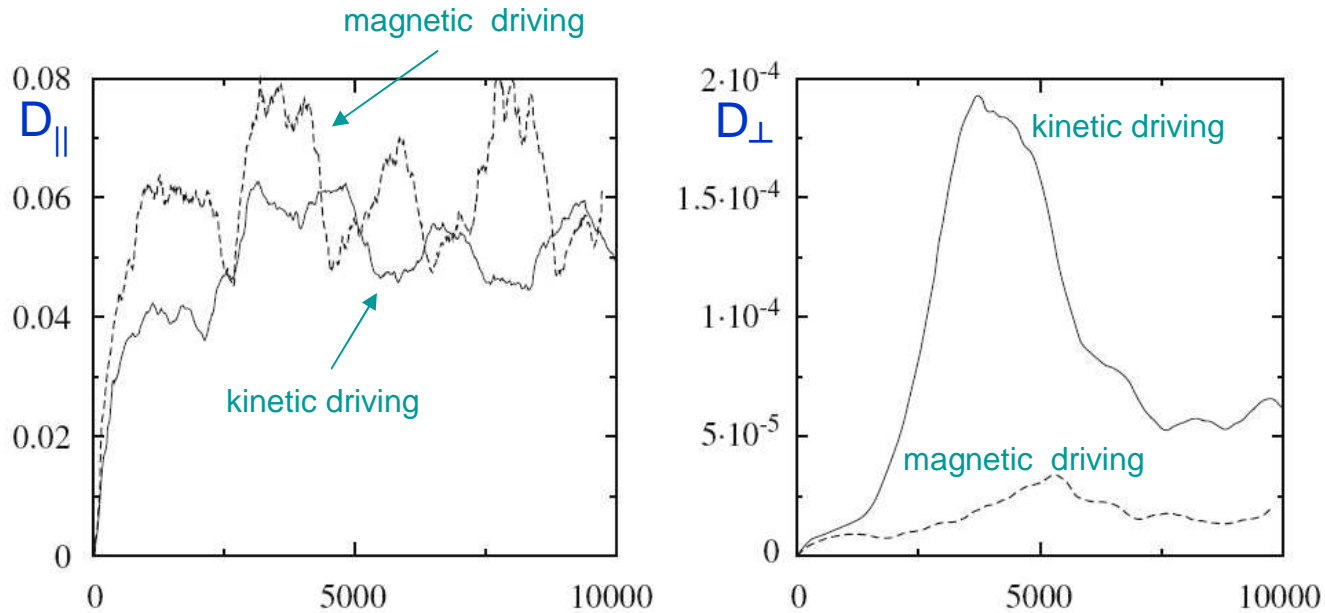 magnetic driving
0.08
D||
0.06
0.04
kinetic driving
0.02
0
0 5000 10000
2·10-4
D⊥
kinetic driving
1.5·10-4
1·10-4
5·10-5
magnetic driving
0
0 5000 10000